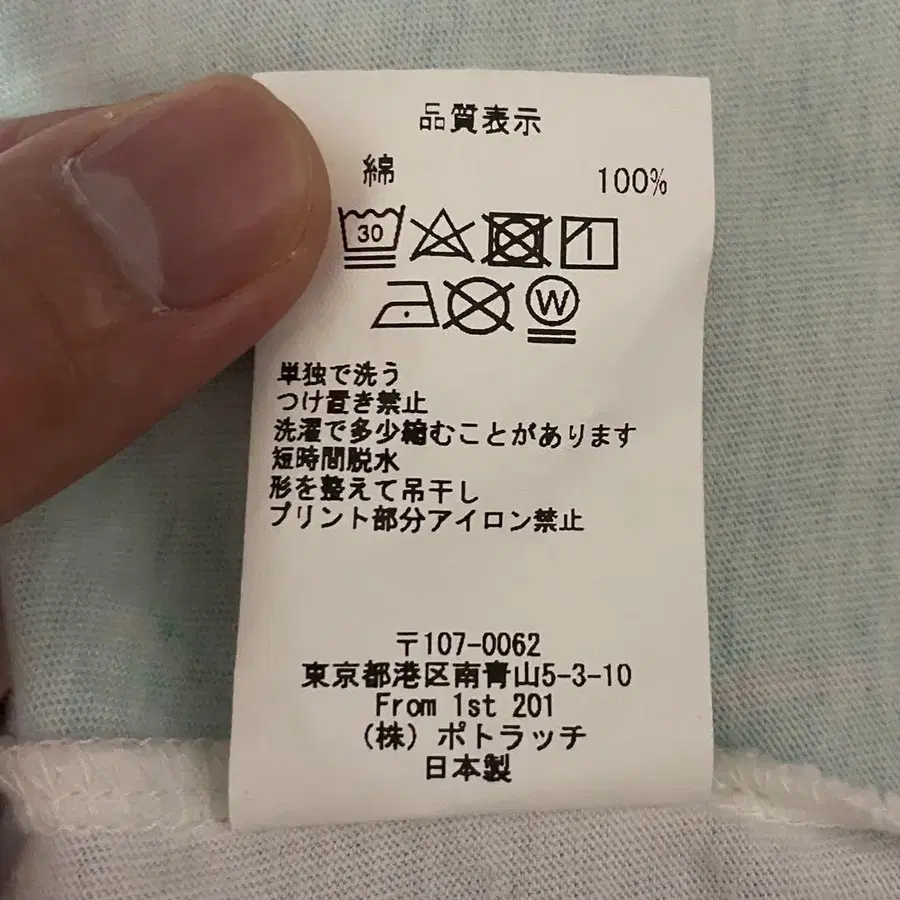 品質表示
綿 100%
30
W
単独で洗う
つけ置き禁止
洗濯で多少縮むことがあります
短時間脱水
形を整えて吊干し
プリント部分アイロン禁止
〒107-0062
東京都港区南青山5-3-10
From 1st 201
（株）ポトラッチ
日本製